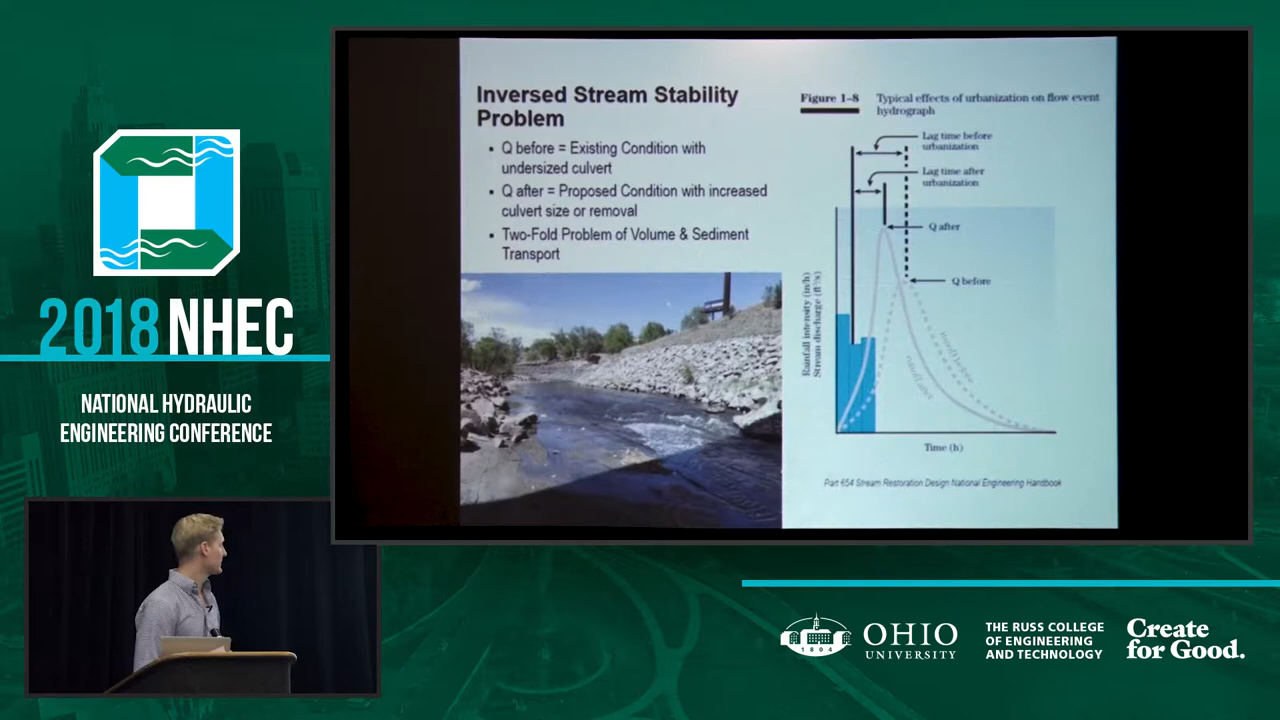 2018 NHEC
NATIONAL HYDRAULIC
ENGINEERING CONFERENCE
Inversed Stream Stability
Problem
▪ Q before = Existing Condition with
undersized culvert
▪ Q after = Proposed Condition with increased
culvert size or removal
▪ Two-Fold Problem of Volume & Sediment
Transport
Figure 1–8 Typical effects of urbanization on flow event
hydrograph
Lag time before
urbanization
Lag time after
urbanization
Q after
Q before
Rainfall intensity (in/h)
Stream discharge (ft³/s)
runoff before
runoff after
Time (h)
Part 654 Stream Restoration Design National Engineering Handbook
1804
OHIO
UNIVERSITY
THE RUSS COLLEGE
OF ENGINEERING
AND TECHNOLOGY
Create
for Good.